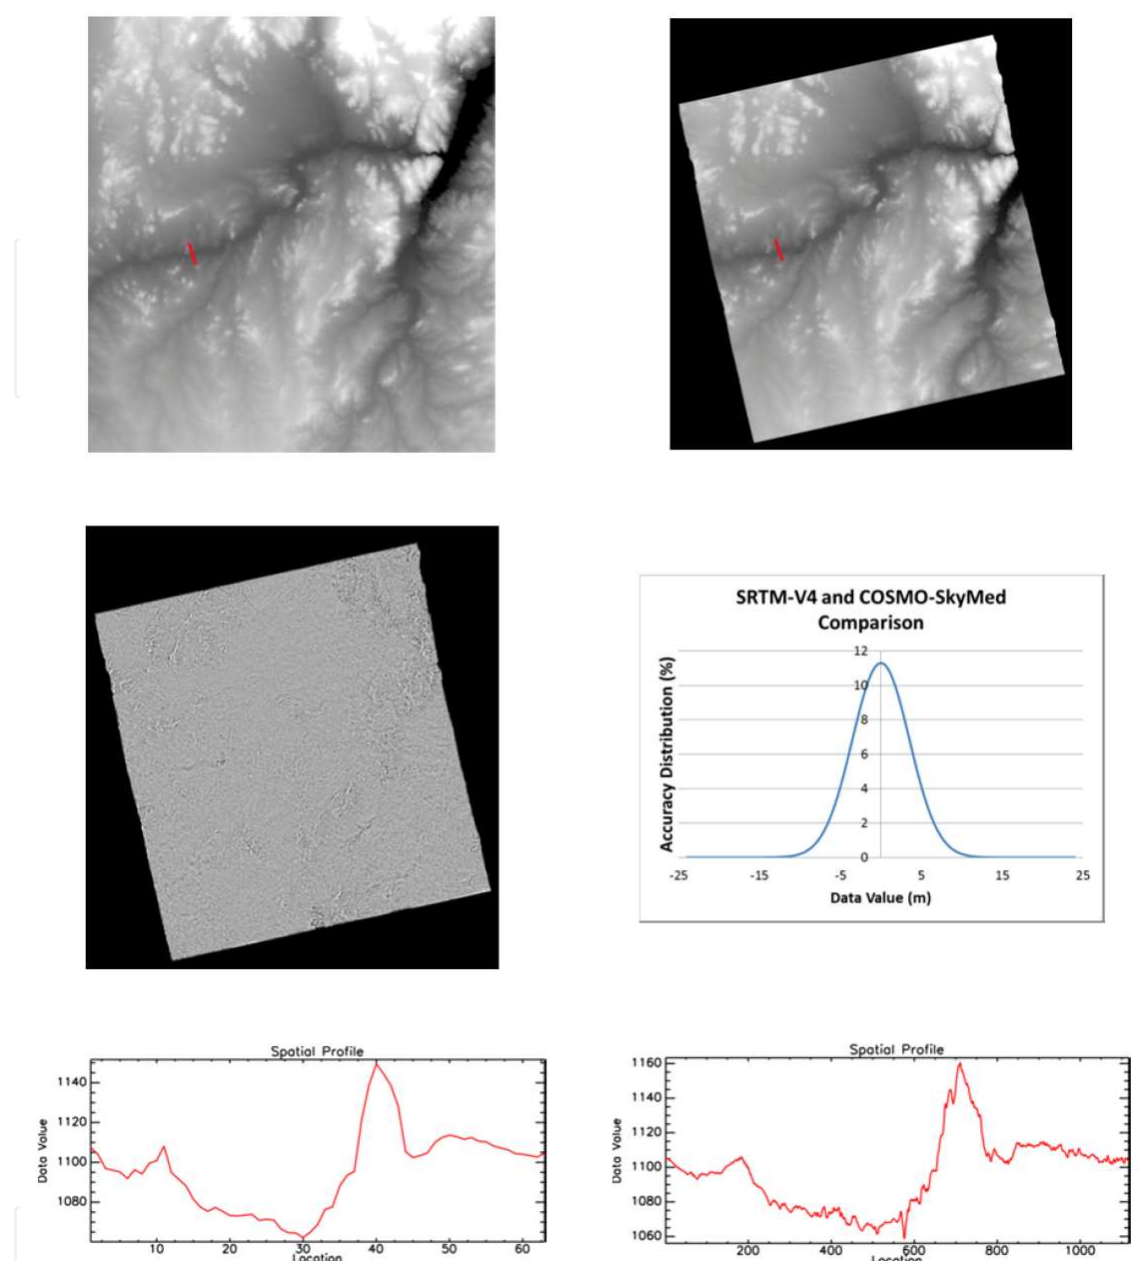 SRTM-V4 and COSMO-SkyMed
Comparison
Accuracy Distribution (%)
12
10
8
6
4
2
0
-25 -15 -5 5 15 25
Data Value (m)
Spatial Profile
Data Value
1140
1120
1100
1080
10 20 30 40 50 60
Location
Spatial Profile
Data Value
1160
1140
1120
1100
1080
1060
200 400 600 800 1000
Location